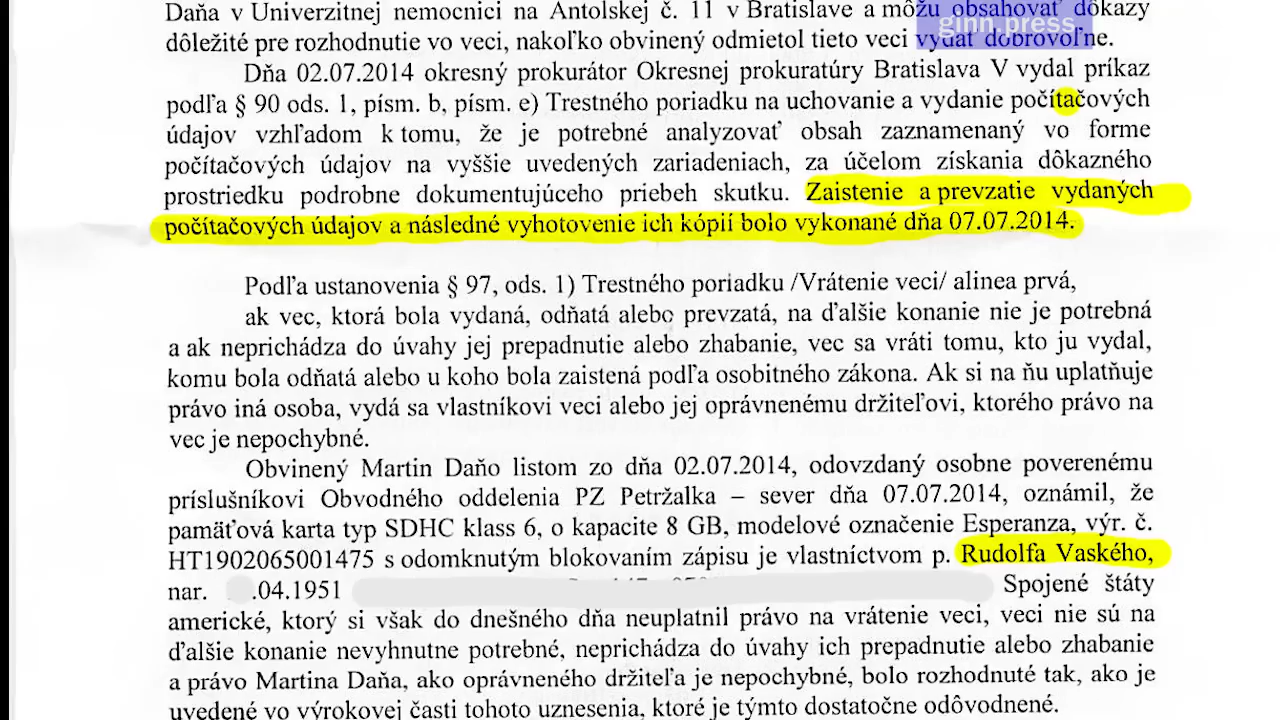 Daňa v Univerzitnej nemocnici na Antolskej č. 11 v Bratislave a môžu obsahovať dôkazy
ginn.press
dôležité pre rozhodnutie vo veci, nakoľko obvinený odmietol tieto veci vydať dobrovoľne.
Dňa 02.07.2014 okresný prokurátor Okresnej prokuratúry Bratislava V vydal príkaz
podľa § 90 ods. 1, písm. b, písm. e) Trestného poriadku na uchovanie a vydanie počítačových
údajov vzhľadom k tomu, že je potrebné analyzovať obsah zaznamenaný vo forme
počítačových údajov na vyššie uvedených zariadeniach, za účelom získania dôkazného
prostriedku podrobne dokumentujúceho priebeh skutku. Zaistenie a prevzatie vydaných
počítačových údajov a následné vyhotovenie ich kópií bolo vykonané dňa 07.07.2014.
Podľa ustanovenia § 97, ods. 1) Trestného poriadku /Vrátenie veci/ alinea prvá,
ak vec, ktorá bola vydaná, odňatá alebo prevzatá, na ďalšie konanie nie je potrebná
a ak neprichádza do úvahy jej prepadnutie alebo zhabanie, vec sa vráti tomu, kto ju vydal,
komu bola odňatá alebo u koho bola zaistená podľa osobitného zákona. Ak si na ňu uplatňuje
právo iná osoba, vydá sa vlastníkovi veci alebo jej oprávnenému držiteľovi, ktorého právo na
vec je nepochybné.
Obvinený Martin Daňo listom zo dňa 02.07.2014, odovzdaný osobne poverenému
príslušníkovi Obvodného oddelenia PZ Petržalka – sever dňa 07.07.2014, oznámil, že
pamäťová karta typ SDHC klass 6, o kapacite 8 GB, modelové označenie Esperanza, výr. č.
HT1902065001475 s odomknutým blokovaním zápisu je vlastníctvom p. Rudolfa Vaského,
nar. .04.1951 Spojené štáty
americké, ktorý si však do dnešného dňa neuplatnil právo na vrátenie veci, veci nie sú na
ďalšie konanie nevyhnutne potrebné, neprichádza do úvahy ich prepadnutie alebo zhabanie
a právo Martina Daňa, ako oprávneného držiteľa je nepochybné, bolo rozhodnuté tak, ako je
uvedené vo výrokovej časti tohoto uznesenia, ktoré je týmto dostatočne odôvodnené.